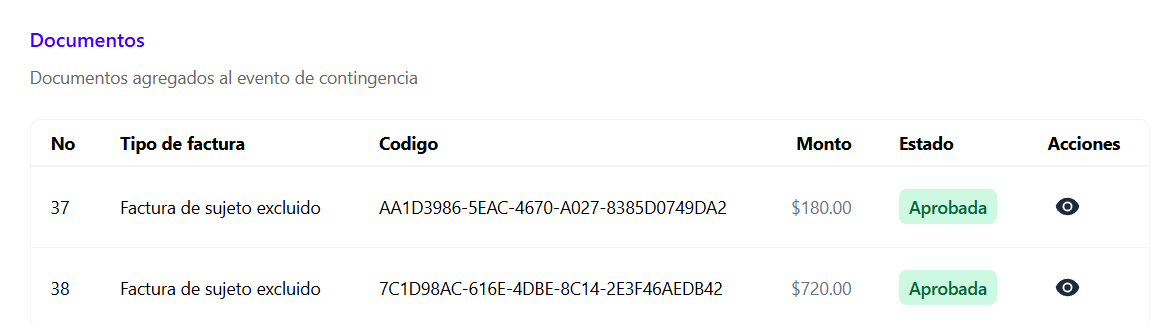 Documentos
Documentos agregados al evento de contingencia
No Tipo de factura Codigo Monto Estado Acciones
37 Factura de sujeto excluido AA1D3986-5EAC-4670-A027-8385D0749DA2 $180.00 Aprobada
38 Factura de sujeto excluido 7C1D98AC-616E-4DBE-8C14-2E3F46AEDB42 $720.00 Aprobada